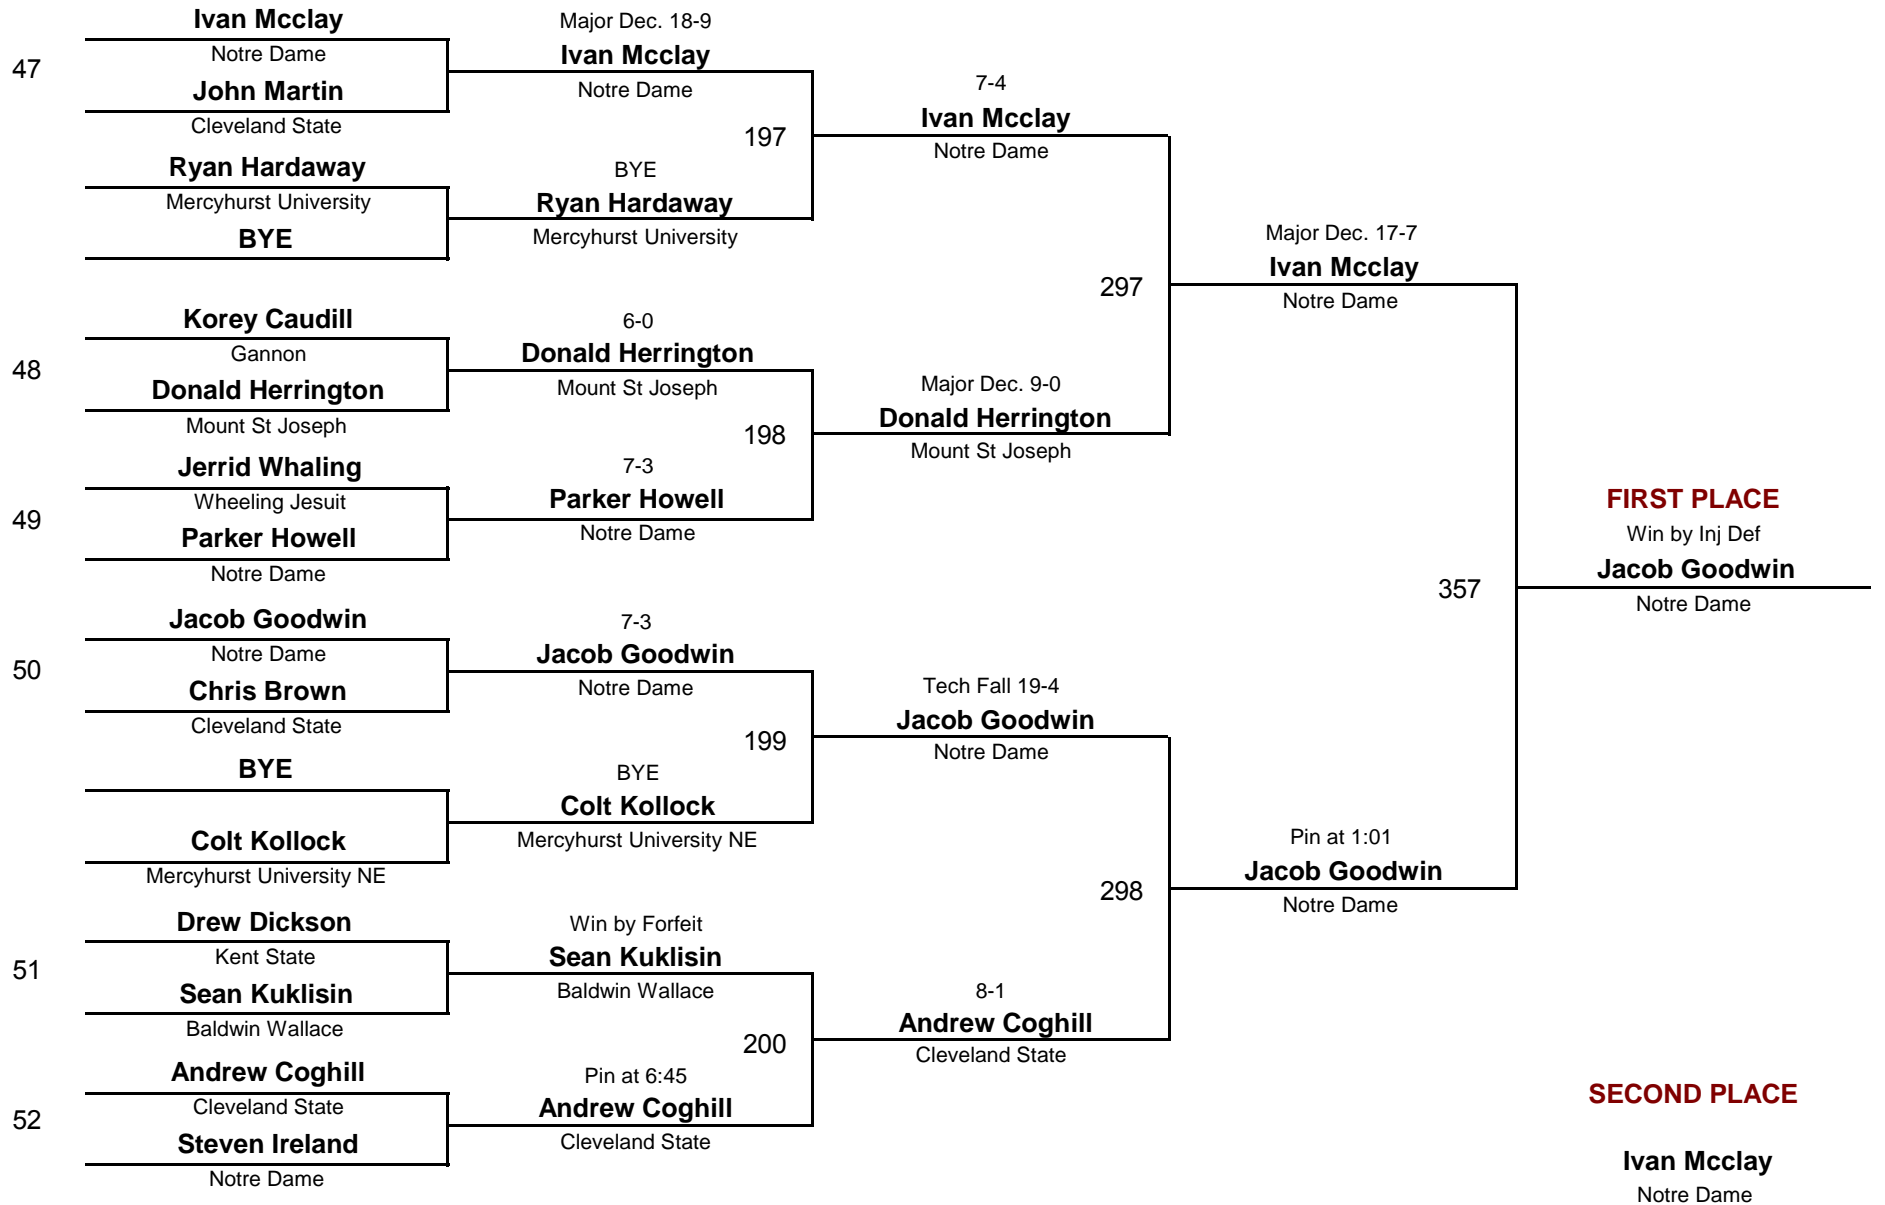 Ivan Mcclay
Notre Dame
47
John Martin
Cleveland State
Ryan Hardaway
Mercyhurst University
BYE
Korey Caudill
Gannon
48
Donald Herrington
Mount St Joseph
Jerrid Whaling
Wheeling Jesuit
49
Parker Howell
Notre Dame
Jacob Goodwin
Notre Dame
50
Chris Brown
Cleveland State
BYE
Colt Kollock
Mercyhurst University NE
Drew Dickson
Kent State
51
Sean Kuklisin
Baldwin Wallace
Andrew Coghill
Cleveland State
52
Steven Ireland
Notre Dame
Major Dec. 18-9
Ivan Mcclay
Notre Dame
197
BYE
Ryan Hardaway
Mercyhurst University
6-0
Donald Herrington
Mount St Joseph
198
7-3
Parker Howell
Notre Dame
7-3
Jacob Goodwin
Notre Dame
199
BYE
Colt Kollock
Mercyhurst University NE
Win by Forfeit
Sean Kuklisin
Baldwin Wallace
200
Pin at 6:45
Andrew Coghill
Cleveland State
7-4
Ivan Mcclay
Notre Dame
297
Major Dec. 9-0
Donald Herrington
Mount St Joseph
Tech Fall 19-4
Jacob Goodwin
Notre Dame
298
8-1
Andrew Coghill
Cleveland State
Major Dec. 17-7
Ivan Mcclay
Notre Dame
357
Pin at 1:01
Jacob Goodwin
Notre Dame
FIRST PLACE
Win by Inj Def
Jacob Goodwin
Notre Dame
SECOND PLACE
Ivan Mcclay
Notre Dame